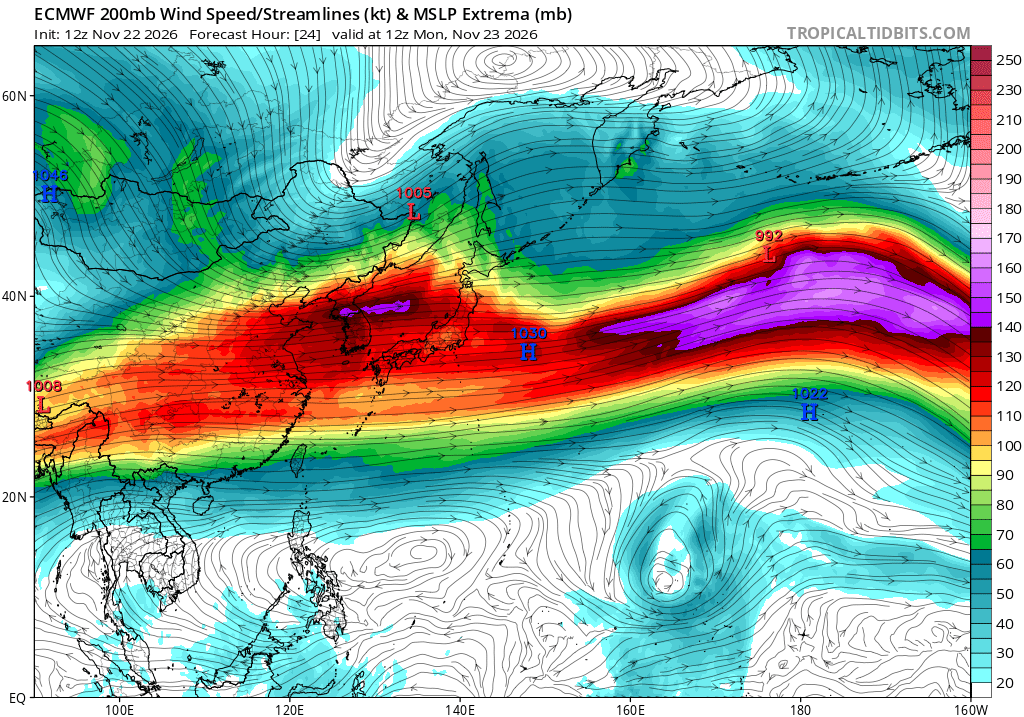 ECMWF 200mb Wind Speed/Streamlines (kt) & MSLP Extrema (mb)
Init: 12z Nov 22 2026 Forecast Hour: [24] valid at 12z Mon, Nov 23 2026
TROPICALTIDBITS.COM
60N
40N
20N
EQ
100E
120E
140E
160E
180
160W
1046
H
1005
L
992
L
1030
H
1008
L
1022
H
250
230
210
200
190
180
170
160
150
140
130
120
110
100
90
80
70
60
50
40
30
20